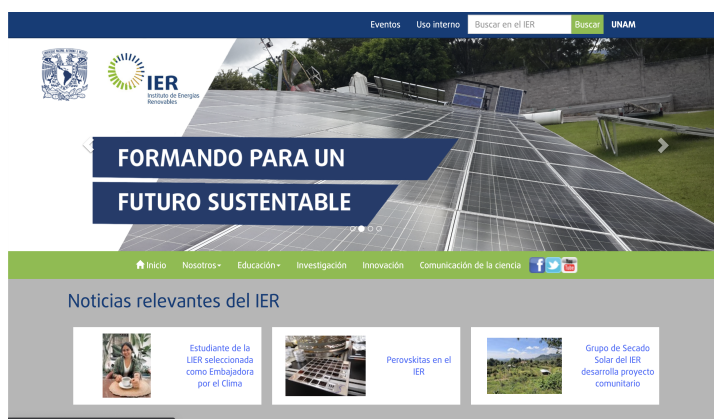 Eventos Uso interno Buscar en el IER Buscar UNAM
IER
Instituto de Energías
Renovables
FORMANDO PARA UN
FUTURO SUSTENTABLE
Inicio Nosotros Educación Investigación Innovación Comunicación de la ciencia
Noticias relevantes del IER
Estudiante de la
LIER seleccionada
como Embajadora
por el Clima
Perovskitas en el
IER
Grupo de Secado
Solar del IER
desarrolla proyecto
comunitario